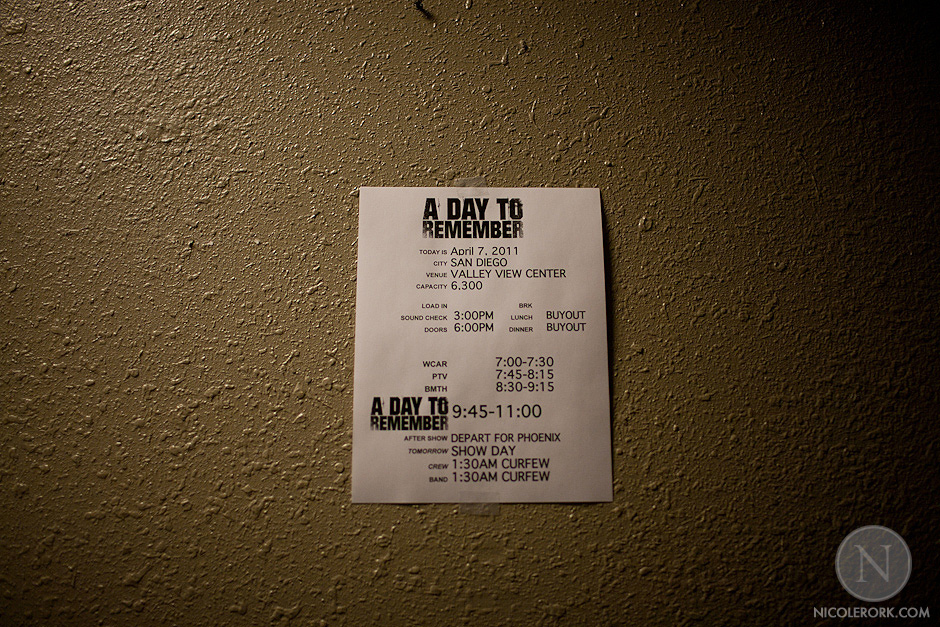 A DAY TO
REMEMBER
TODAY IS April 7. 2011
CITY SAN DIEGO
VENUE VALLEY VIEW CENTER
CAPACITY 6.300
LOAD IN BRK
SOUND CHECK 3:00PM LUNCH BUYOUT
DOORS 6:00PM DINNER BUYOUT
WCAR 7:00-7:30
PTV 7:45-8:15
BMTH 8:30-9:15
A DAY TO
REMEMBER 9:45-11:00
AFTER SHOW DEPART FOR PHOENIX
TOMORROW SHOW DAY
CREW 1:30AM CURFEW
BAND 1:30AM CURFEW
N
NICOLERORK.COM